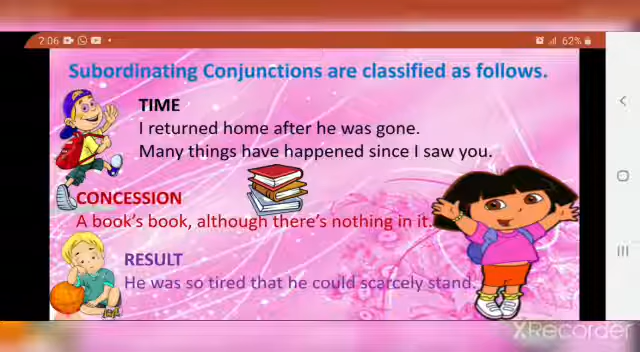 2:06
62%
Subordinating Conjunctions are classified as follows.
TIME
I returned home after he was gone.
Many things have happened since I saw you.
CONCESSION
A book's book, although there's nothing in it.
RESULT
He was so tired that he could scarcely stand.
XRecorder